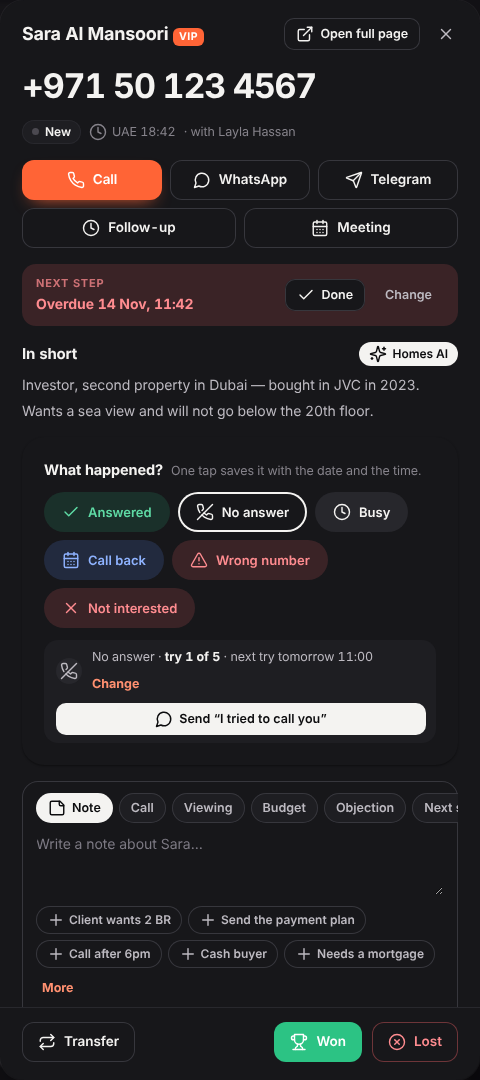 Sara Al Mansoori VIP Open full page
+971 50 123 4567
New UAE 18:42 · with Layla Hassan
Call WhatsApp Telegram
Follow-up Meeting
NEXT STEP
Overdue 14 Nov, 11:42 Done Change
In short Homes AI
Investor, second property in Dubai — bought in JVC in 2023.
Wants a sea view and will not go below the 20th floor.
What happened? One tap saves it with the date and the time.
Answered No answer Busy
Call back Wrong number
Not interested
No answer · try 1 of 5 · next try tomorrow 11:00
Change
Send “I tried to call you”
Note Call Viewing Budget Objection Next
Write a note about Sara...
Client wants 2 BR Send the payment plan
Call after 6pm Cash buyer Needs a mortgage
More
Transfer Won Lost